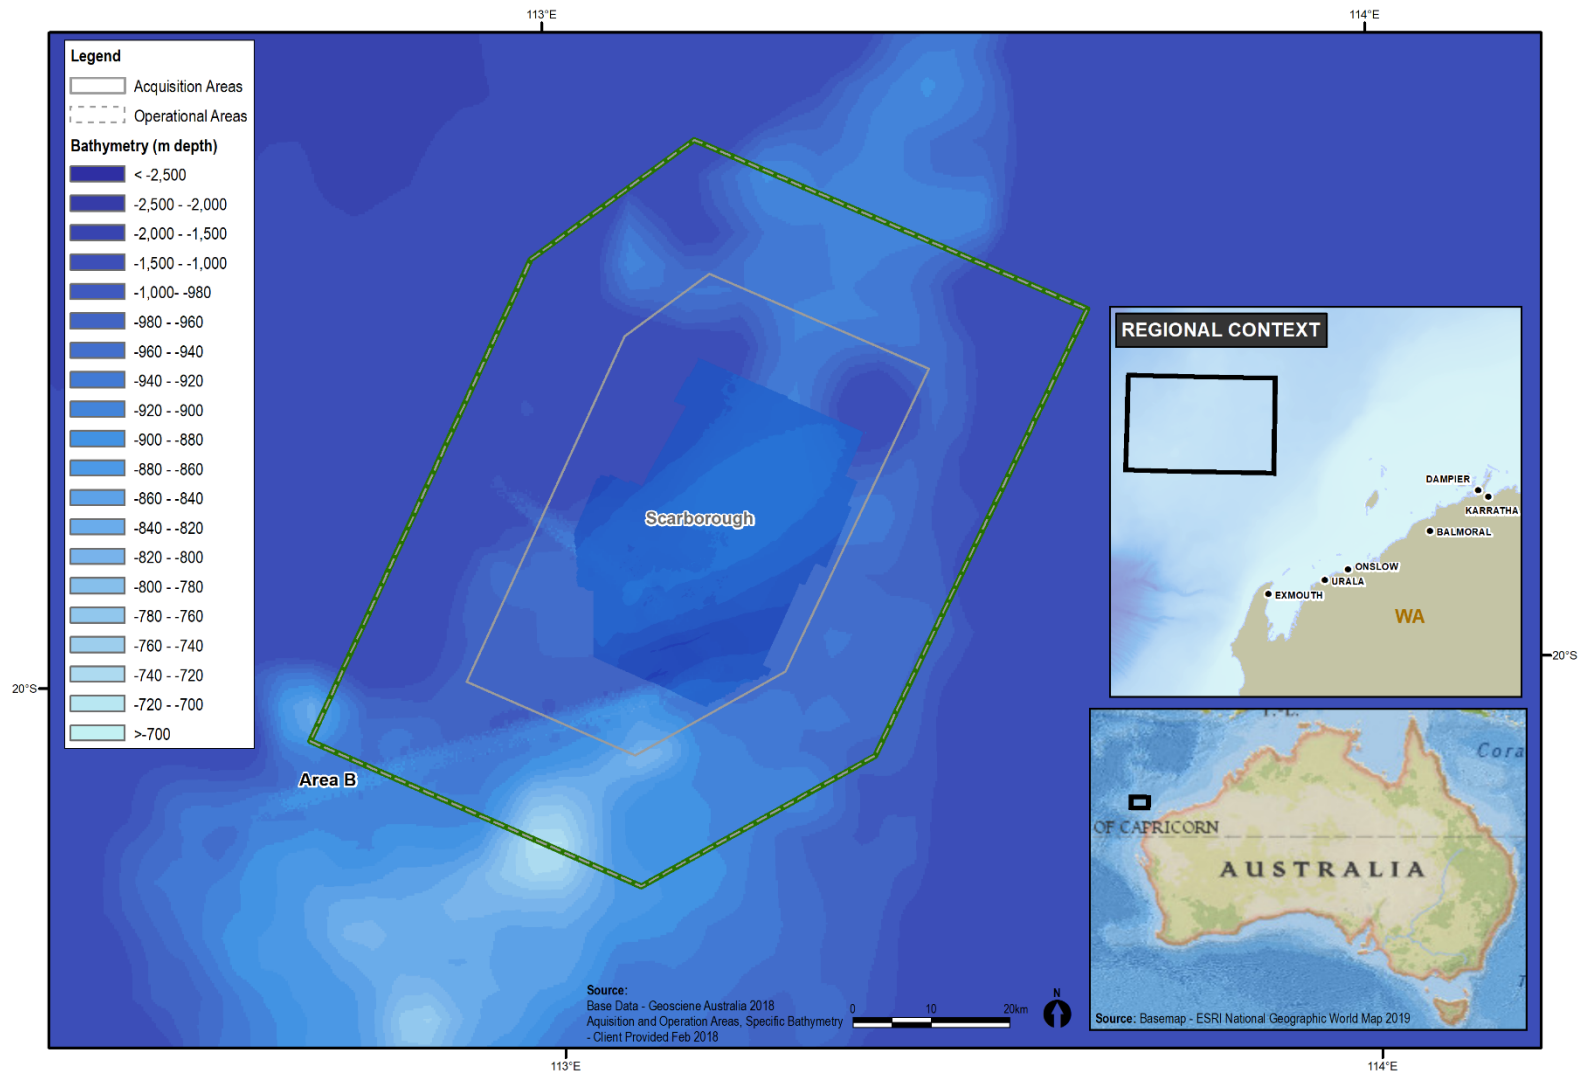 113°E
114°E
Legend
Acquisition Areas
Operational Areas
Bathymetry (m depth)
< -2,500
-2,500 - -2,000
-2,000 - -1,500
-1,500 - -1,000
-1,000- -980
-980 - -960
-960 - -940
-940 - -920
-920 - -900
-900 - -880
-880 - -860
-860 - -840
-840 - -820
-820 - -800
-800 - -780
-780 - -760
-760 - -740
-740 - -720
-720 - -700
>-700
20°S
Scarborough
Area B
REGIONAL CONTEXT
DAMPIER
KARRATHA
BALMORAL
ONSLOW
URALA
EXMOUTH
WA
20°S
Cora
OF CAPRICORN
AUSTRALIA
Source: Basemap - ESRI National Geographic World Map 2019
Source:
Base Data - Geosciene Australia 2018
Aquisition and Operation Areas, Specific Bathymetry
- Client Provided Feb 2018
0 10 20km
N
113°E
114°E